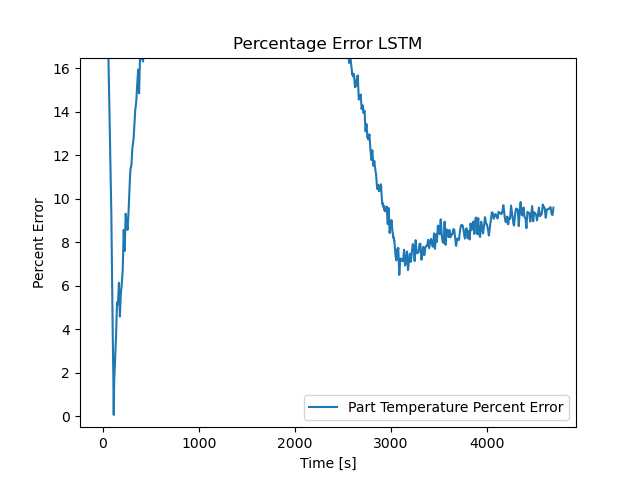 Percentage Error LSTM
16
14
12
10
8
6
4
2
0
Percent Error
Part Temperature Percent Error
0 1000 2000 3000 4000
Time [s]